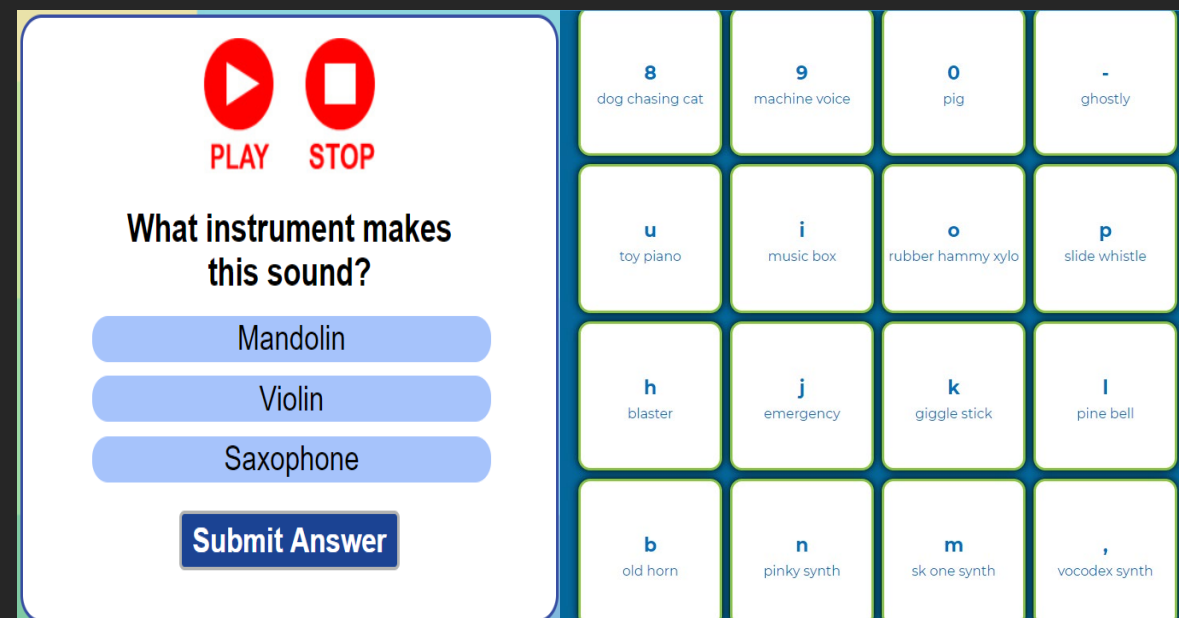 PLAY STOP
What instrument makes
this sound?
Mandolin
Violin
Saxophone
Submit Answer
8
dog chasing cat
9
machine voice
0
pig
-
ghostly
u
toy piano
i
music box
o
rubber hammy xylo
p
slide whistle
h
blaster
j
emergency
k
giggle stick
l
pine bell
b
old horn
n
pinky synth
m
sk one synth
,
vocodex synth